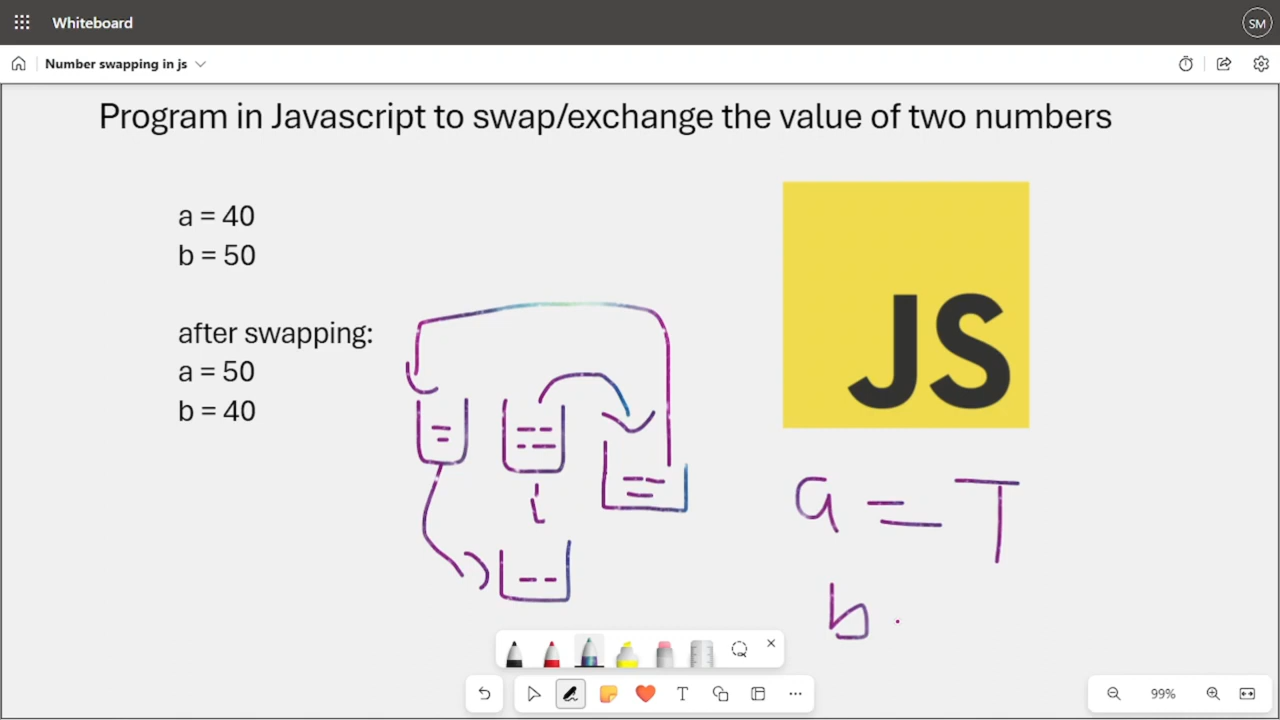 SM
Whiteboard
Number swapping in js
Program in Javascript to swap/exchange the value of two numbers
a = 40
b = 50
after swapping:
a = 50
b = 40
JS
a = T
b
T
99%